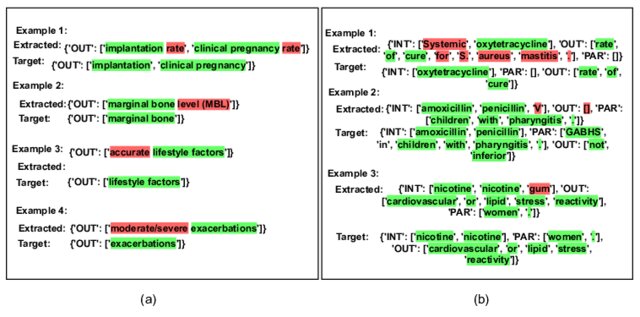 Example 1:
Extracted: {'OUT': ['implantation rate', 'clinical pregnancy rate']}
Target: {'OUT': ['implantation', 'clinical pregnancy']}
Example 2:
Extracted: {'OUT': ['marginal bone level (MBL)']}
Target: {'OUT': ['marginal bone']}
Example 3: {'OUT': ['accurate lifestyle factors']}
Extracted:
Target: {'OUT': ['lifestyle factors']}
Example 4:
Extracted: {'OUT': ['moderate/severe exacerbations']}
Target: {'OUT': ['exacerbations']}
(a)
Example 1:
Extracted: {'INT': ['Systemic', 'oxytetracycline'], 'OUT': ['rate',
'of', 'cure', 'for', 'S.', 'aureus', 'mastitis', '.'], 'PAR': []}
Target: {'INT': ['oxytetracycline'], 'PAR': [], 'OUT': ['rate', 'of',
'cure']}
Example 2:
Extracted: {'INT': ['amoxicillin', 'penicillin', 'V'], 'OUT': [], 'PAR':
['children', 'with', 'pharyngitis', '.']}
Target: {'INT': ['amoxicillin', 'penicillin'], 'PAR': ['GABHS',
'in', 'children', 'with', 'pharyngitis', '.'], 'OUT': ['not',
'inferior']}
Example 3:
Extracted: {'INT': ['nicotine', 'nicotine', 'gum'], 'OUT':
['cardiovascular', 'or', 'lipid', 'stress', 'reactivity'],
'PAR': ['women', '.']}
Target: {'INT': ['nicotine', 'nicotine'], 'PAR': ['women', '.'],
'OUT': ['cardiovascular', 'or', 'lipid', 'stress',
'reactivity']}
(b)